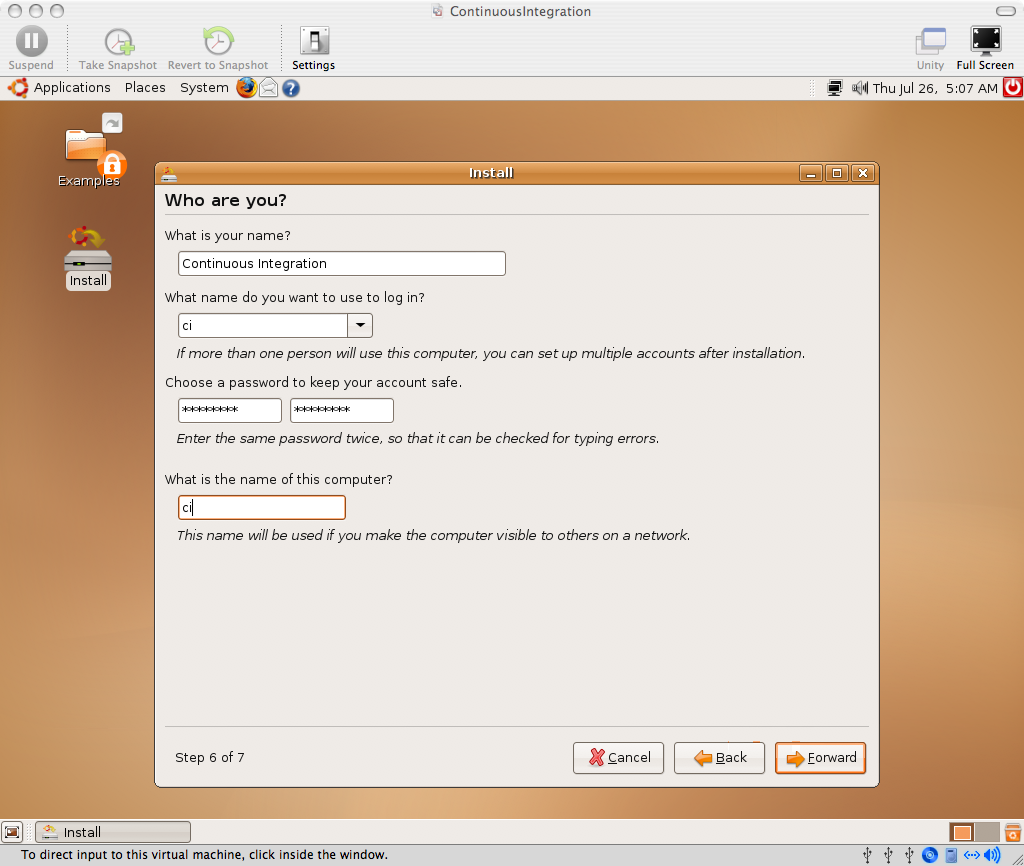 ContinuousIntegration
Suspend Take Snapshot Revert to Snapshot Settings Unity Full Screen
Applications Places System Thu Jul 26, 5:07 AM
Examples
Install
Install
Who are you?
What is your name?
Continuous Integration
What name do you want to use to log in?
ci
If more than one person will use this computer, you can set up multiple accounts after installation.
Choose a password to keep your account safe.
******** ********
Enter the same password twice, so that it can be checked for typing errors.
What is the name of this computer?
ci
This name will be used if you make the computer visible to others on a network.
Step 6 of 7 Cancel Back Forward
Install
To direct input to this virtual machine, click inside the window.